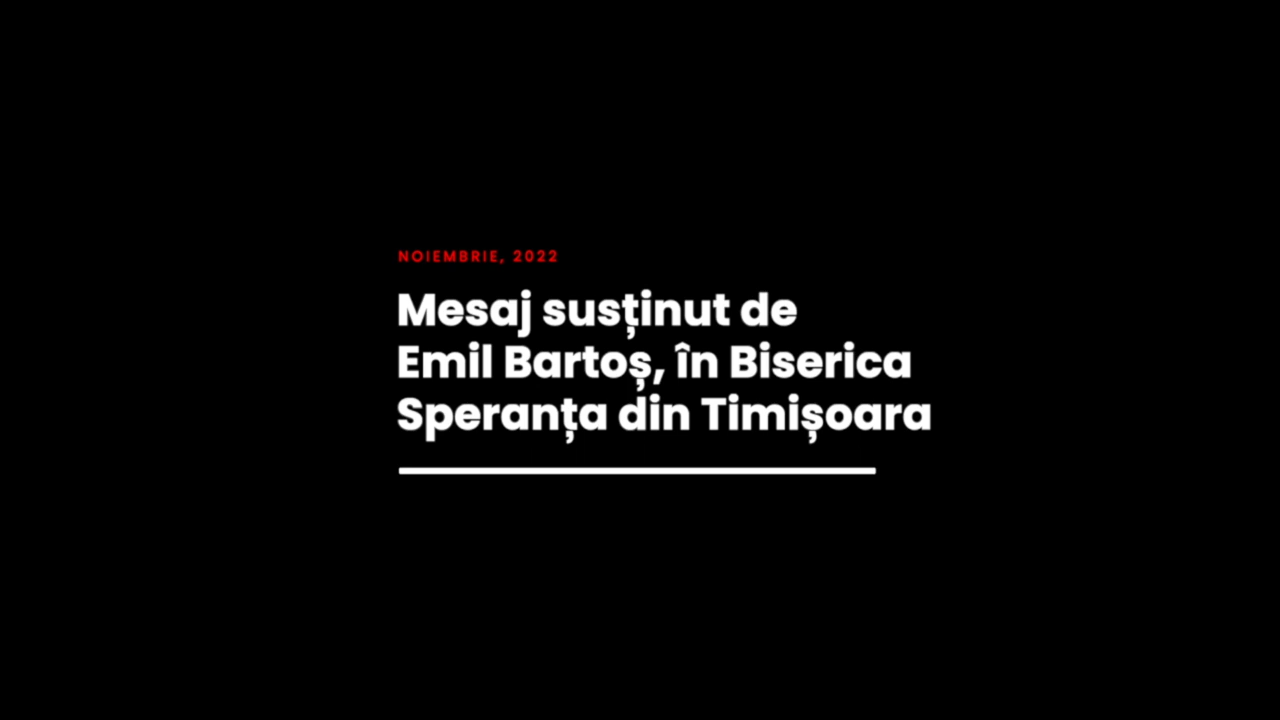 NOIEMBRIE, 2022
Mesaj susținut de
Emil Bartoș, în Biserica
Speranța din Timișoara